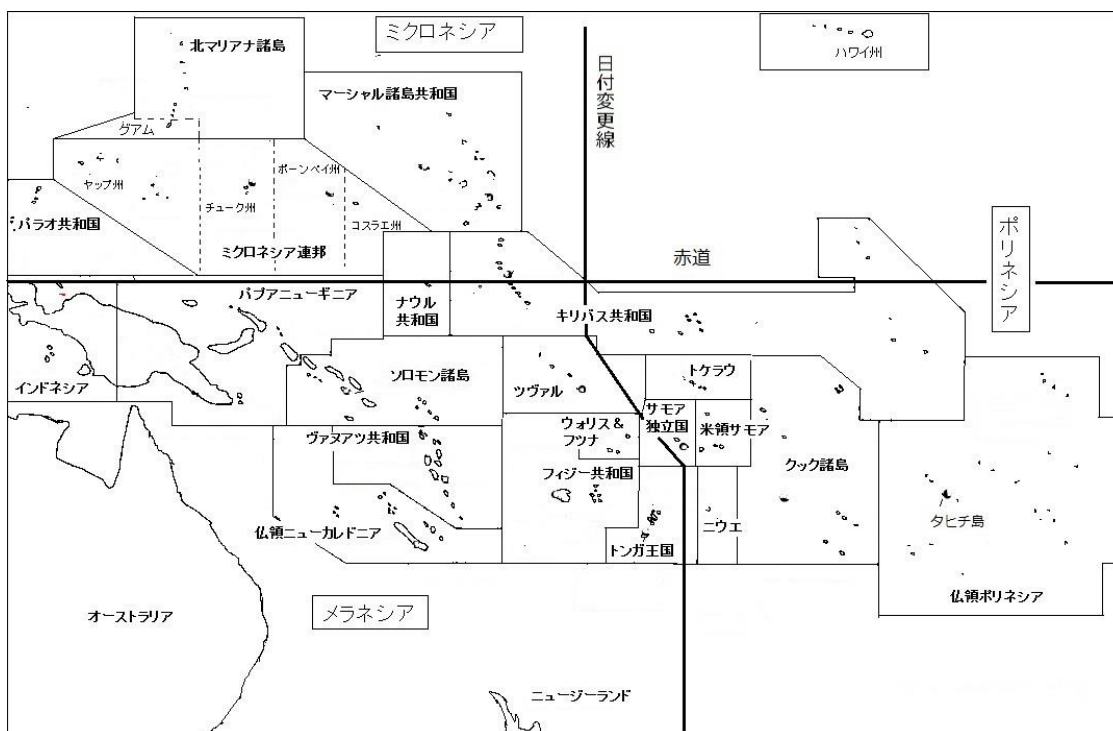 ミクロネシア
北マリアナ諸島
ハワイ州
マーシャル諸島共和国
日付変更線
グアム
ヤップ州
ポーンペイ州
チューク州
コスラエ州
パラオ共和国
ミクロネシア連邦
ポリネシア
赤道
パプアニューギニア
ナウル
共和国
キリバス共和国
インドネシア
ソロモン諸島
ツヴァル
トケラウ
ヴァヌアツ共和国
ウォリス&
フツナ
サモア
独立国
米領サモア
フィジー共和国
クック諸島
タヒチ島
仏領ニューカレドニア
トンガ王国
ニウエ
仏領ポリネシア
オーストラリア
メラネシア
ニュージーランド